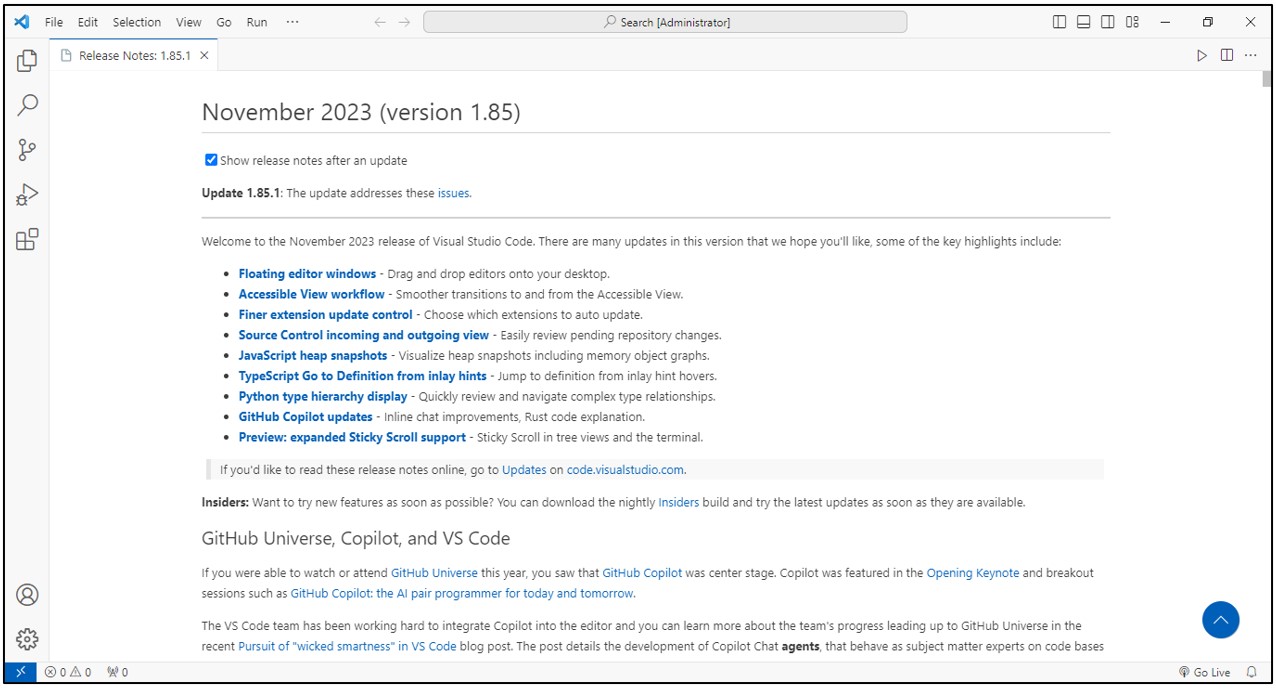 File Edit Selection View Go Run ··· ← → Search [Administrator]
Release Notes: 1.85.1
November 2023 (version 1.85)
Show release notes after an update
Update 1.85.1: The update addresses these issues.
Welcome to the November 2023 release of Visual Studio Code. There are many updates in this version that we hope you'll like, some of the key highlights include:
• Floating editor windows - Drag and drop editors onto your desktop.
• Accessible View workflow - Smoother transitions to and from the Accessible View.
• Finer extension update control - Choose which extensions to auto update.
• Source Control incoming and outgoing view - Easily review pending repository changes.
• JavaScript heap snapshots - Visualize heap snapshots including memory object graphs.
• TypeScript Go to Definition from inlay hints - Jump to definition from inlay hint hovers.
• Python type hierarchy display - Quickly review and navigate complex type relationships.
• GitHub Copilot updates - Inline chat improvements, Rust code explanation.
• Preview: expanded Sticky Scroll support - Sticky Scroll in tree views and the terminal.
If you'd like to read these release notes online, go to Updates on code.visualstudio.com.
Insiders: Want to try new features as soon as possible? You can download the nightly Insiders build and try the latest updates as soon as they are available.
GitHub Universe, Copilot, and VS Code
If you were able to watch or attend GitHub Universe this year, you saw that GitHub Copilot was center stage. Copilot was featured in the Opening Keynote and breakout
sessions such as GitHub Copilot: the AI pair programmer for today and tomorrow.
The VS Code team has been working hard to integrate Copilot into the editor and you can learn more about the team's progress leading up to GitHub Universe in the
recent Pursuit of "wicked smartness" in VS Code blog post. The post details the development of Copilot Chat agents, that behave as subject matter experts on code bases
0 0 0 Go Live